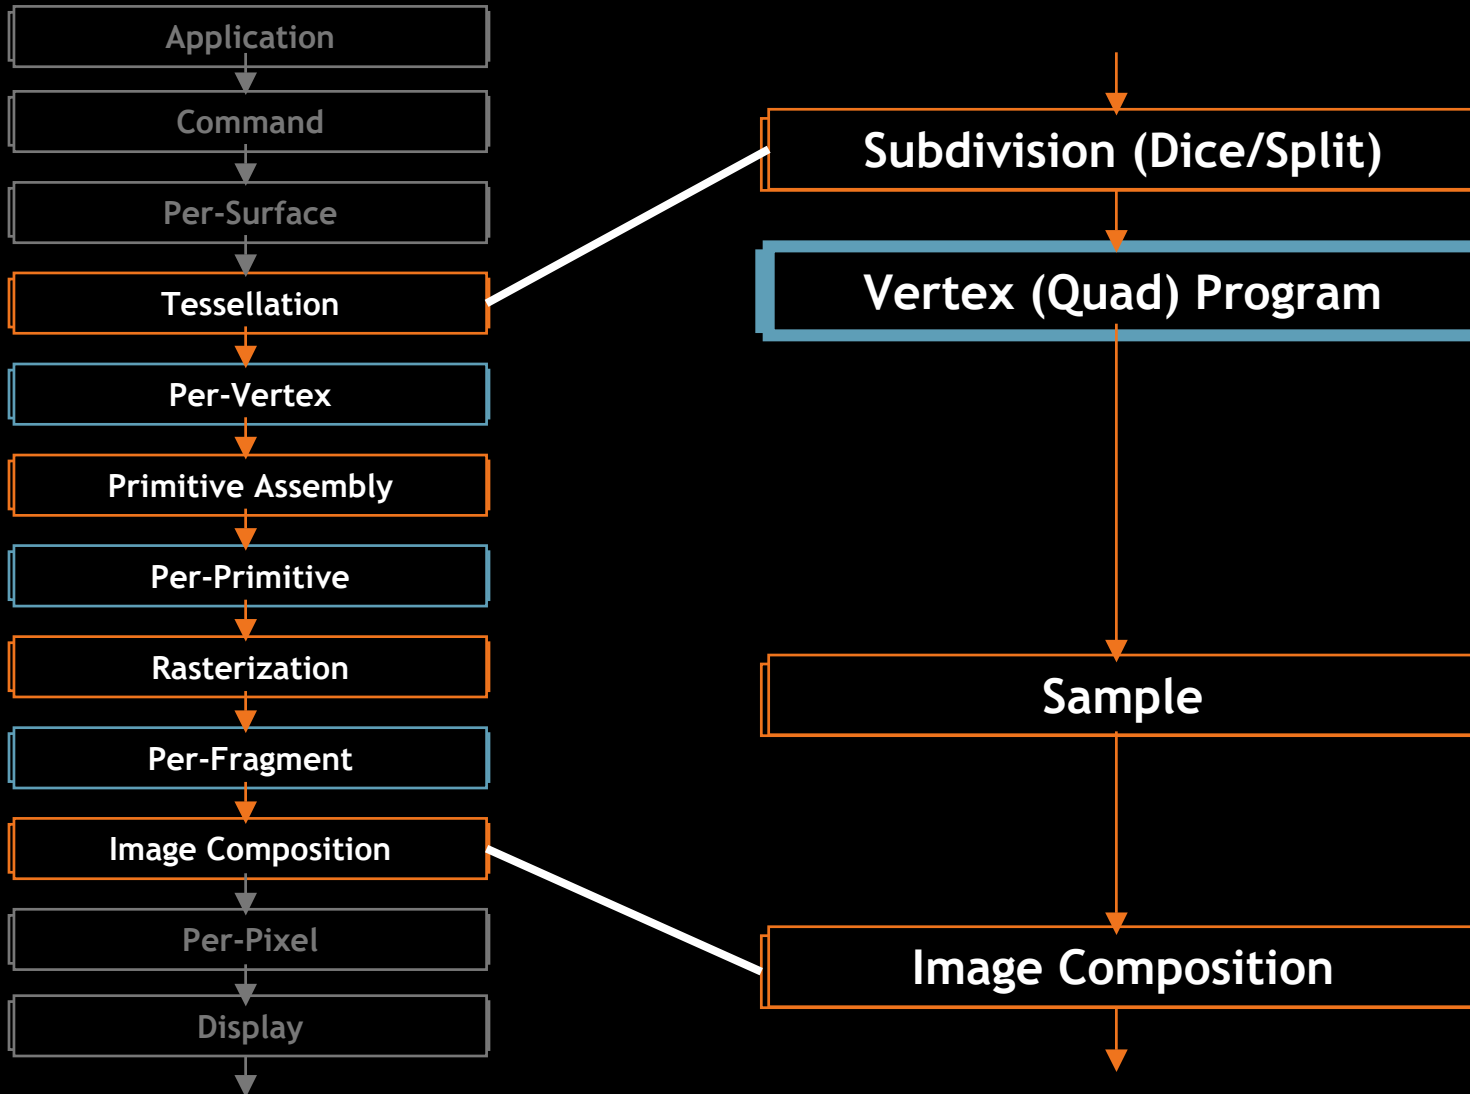 Application
Command
Per-Surface
Tessellation
Per-Vertex
Primitive Assembly
Per-Primitive
Rasterization
Per-Fragment
Image Composition
Per-Pixel
Display
Subdivision (Dice/Split)
Vertex (Quad) Program
Sample
Image Composition